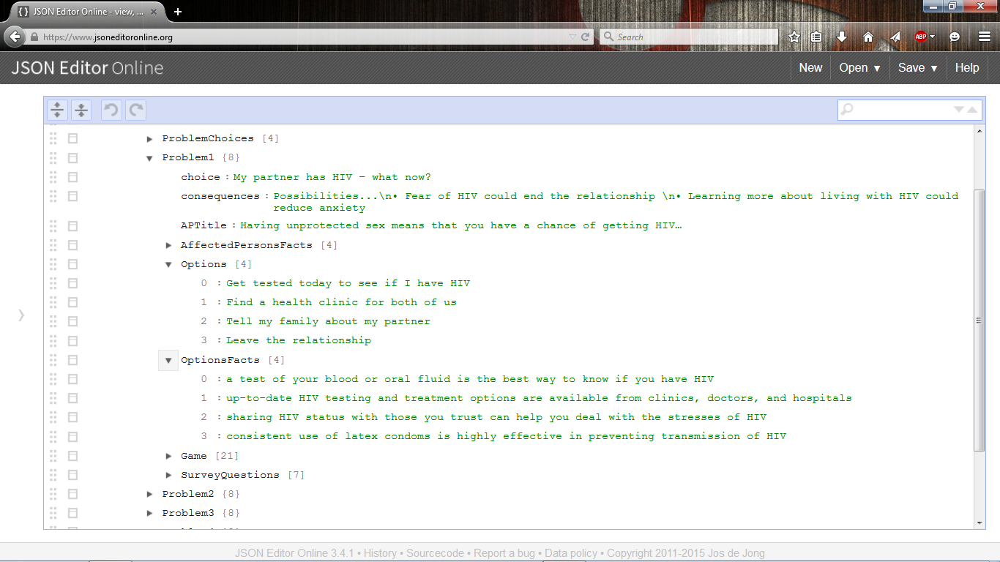 JSON Editor Online - view, ...
https://www.jsoneditoronline.org
Search
ABP
JSON Editor Online
New
Open
Save
Help
ProblemChoices [4]
Problem1 {8}
choice : My partner has HIV – what now?
consequences : Possibilities...\n• Fear of HIV could end the relationship \n• Learning more about living with HIV could
reduce anxiety
APTitle : Having unprotected sex means that you have a chance of getting HIV…
AffectedPersonsFacts [4]
Options [4]
0 : Get tested today to see if I have HIV
1 : Find a health clinic for both of us
2 : Tell my family about my partner
3 : Leave the relationship
OptionsFacts [4]
0 : a test of your blood or oral fluid is the best way to know if you have HIV
1 : up-to-date HIV testing and treatment options are available from clinics, doctors, and hospitals
2 : sharing HIV status with those you trust can help you deal with the stresses of HIV
3 : consistent use of latex condoms is highly effective in preventing transmission of HIV
Game [21]
SurveyQuestions [7]
Problem2 {8}
Problem3 {8}
JSON Editor Online 3.4.1 • History • Sourcecode • Report a bug • Data policy • Copyright 2011-2015 Jos de Jong